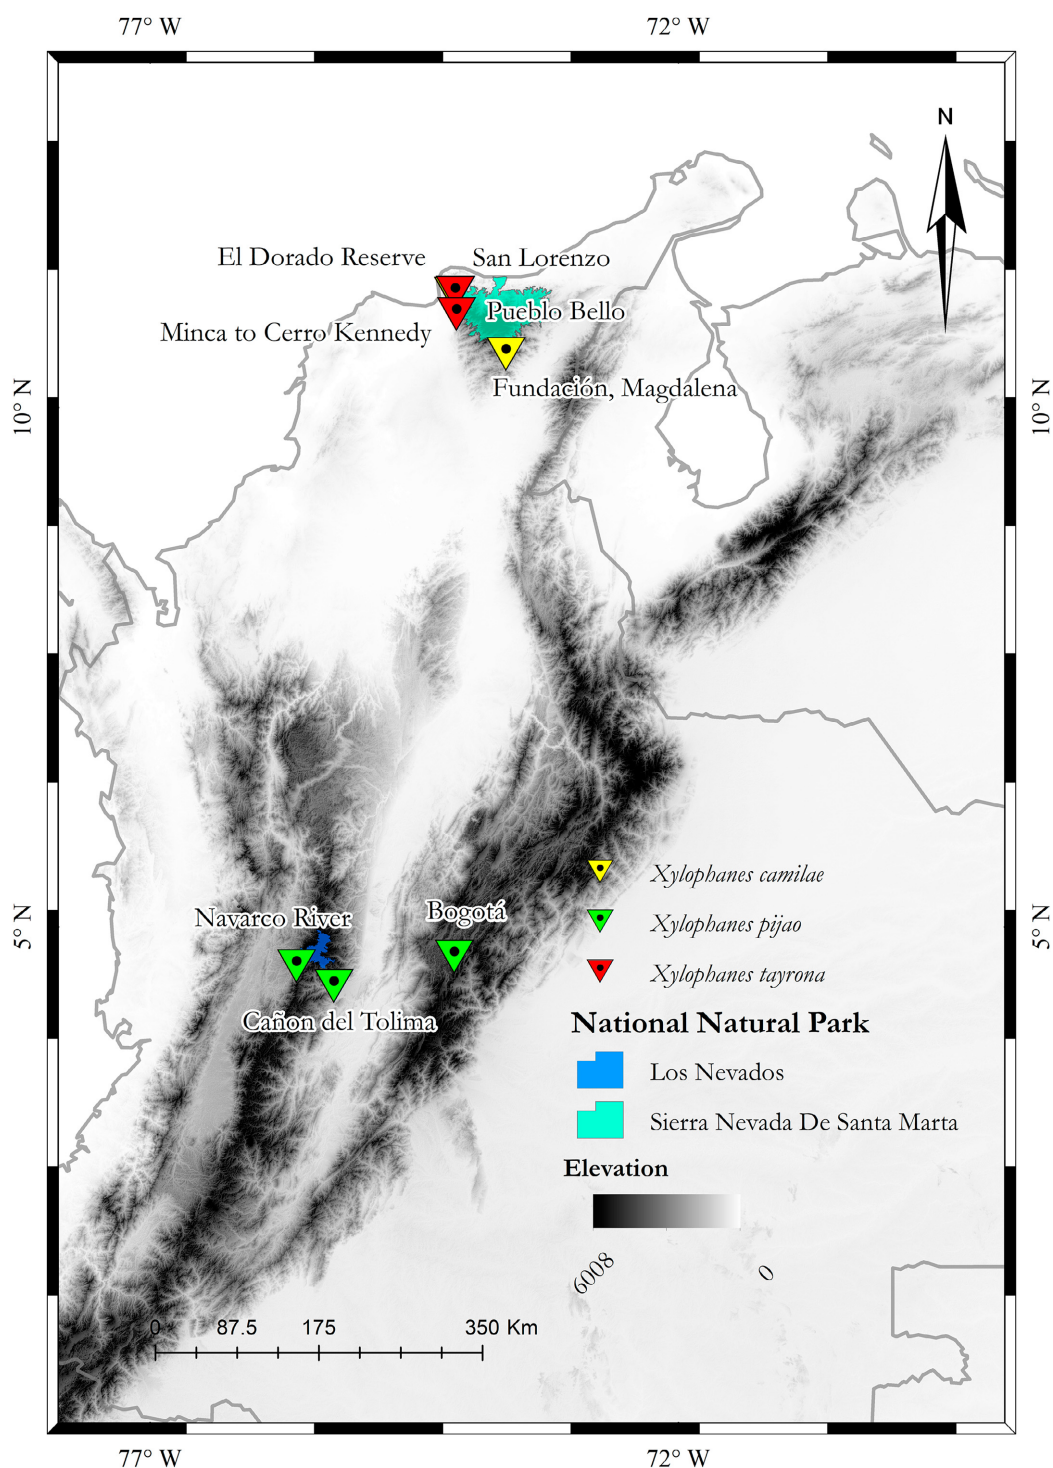 77° W
72° W
N
El Dorado Reserve
San Lorenzo
Pueblo Bello
Minca to Cerro Kennedy
Fundación, Magdalena
10° N
10° N
Xylophanes camilae
Navarco River
Bogotá
Xylophanes pijao
5° N
5° N
Xylophanes tayrona
Cañon del Tolima
National Natural Park
Los Nevados
Sierra Nevada De Santa Marta
Elevation
6008
0
0 87.5 175 350 Km
77° W
72° W